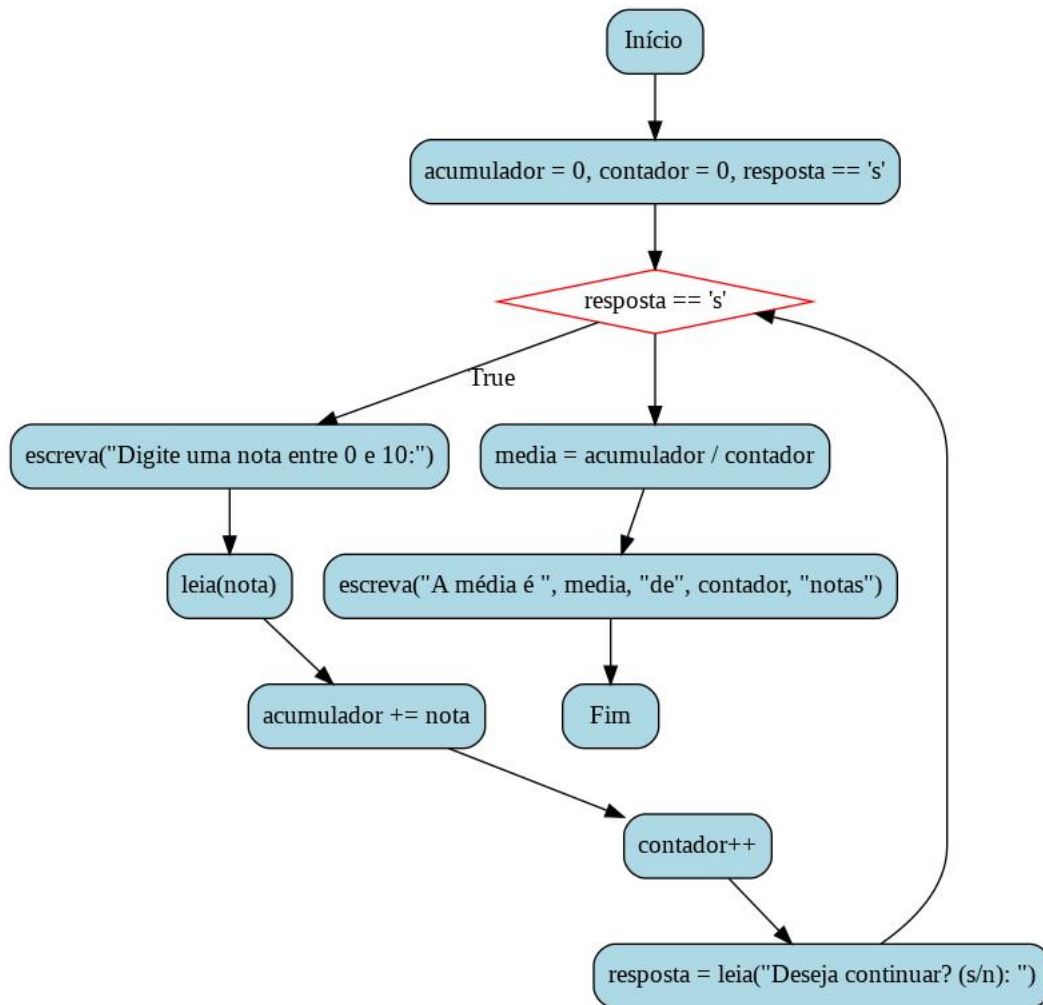 Início
acumulador = 0, contador = 0, resposta == 's'
resposta == 's'
True
escreva("Digite uma nota entre 0 e 10:")
media = acumulador / contador
leia(nota)
escreva("A média é ", media, "de", contador, "notas")
acumulador += nota
Fim
contador++
resposta = leia("Deseja continuar? (s/n): ")